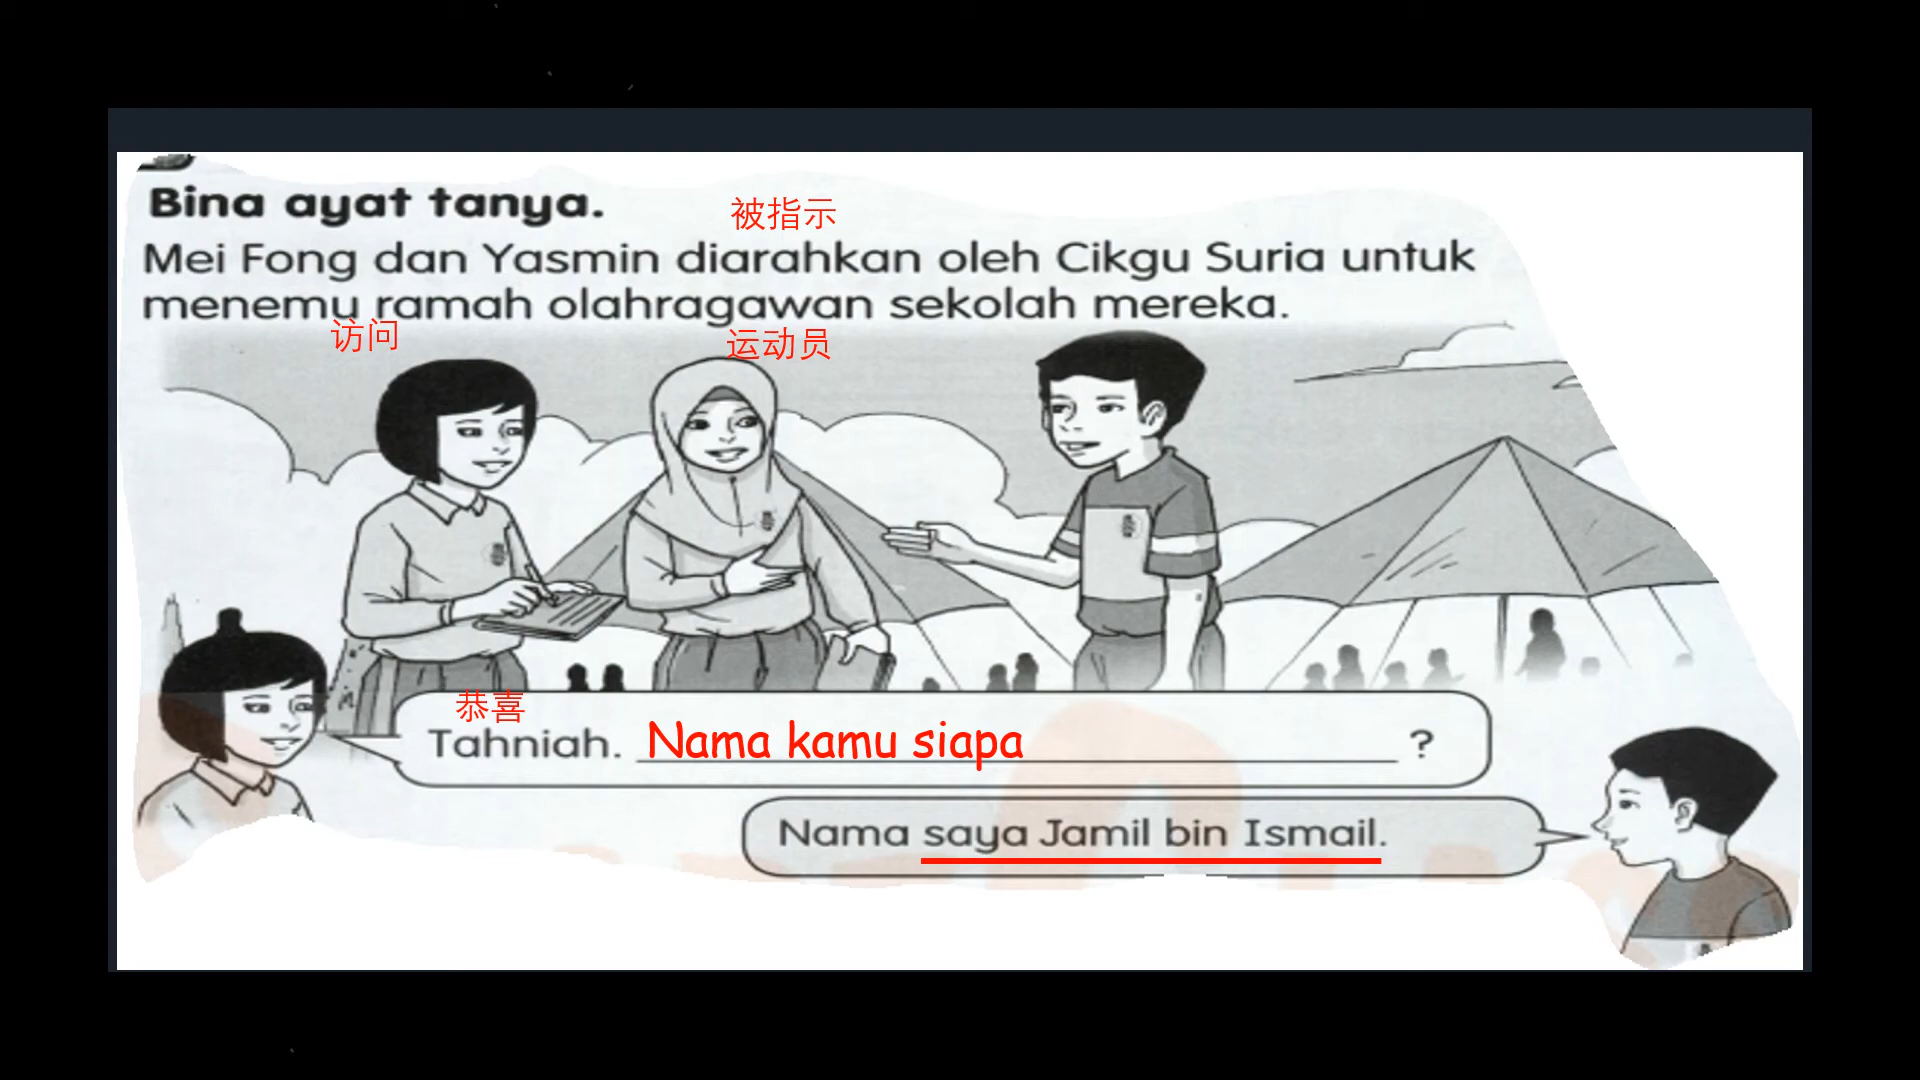 Bina ayat tanya.
被指示
Mei Fong dan Yasmin diarahkan oleh Cikgu Suria untuk
menemu ramah olahragawan sekolah mereka.
访问
运动员
恭喜
Tahniah. Nama kamu siapa ?
Nama saya Jamil bin Ismail.